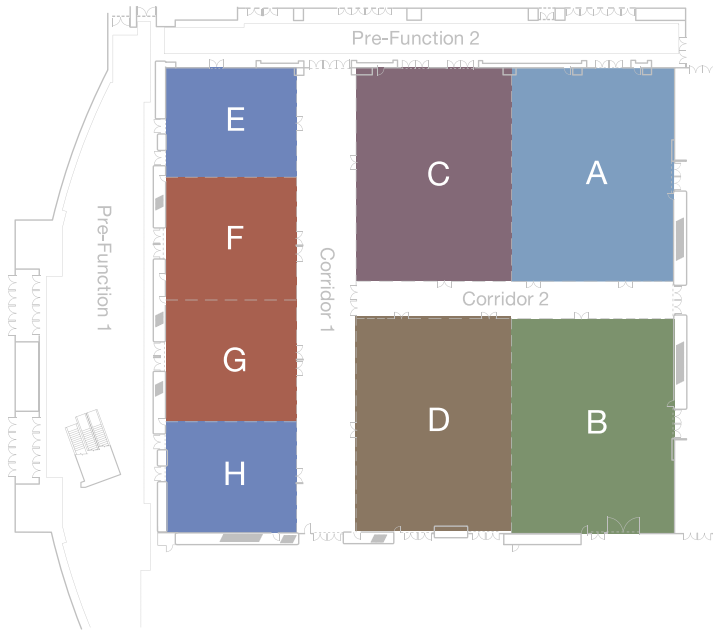 Pre-Function 2
E
C
A
F
Pre-Function 1
Corridor 1
Corridor 2
G
D
B
H